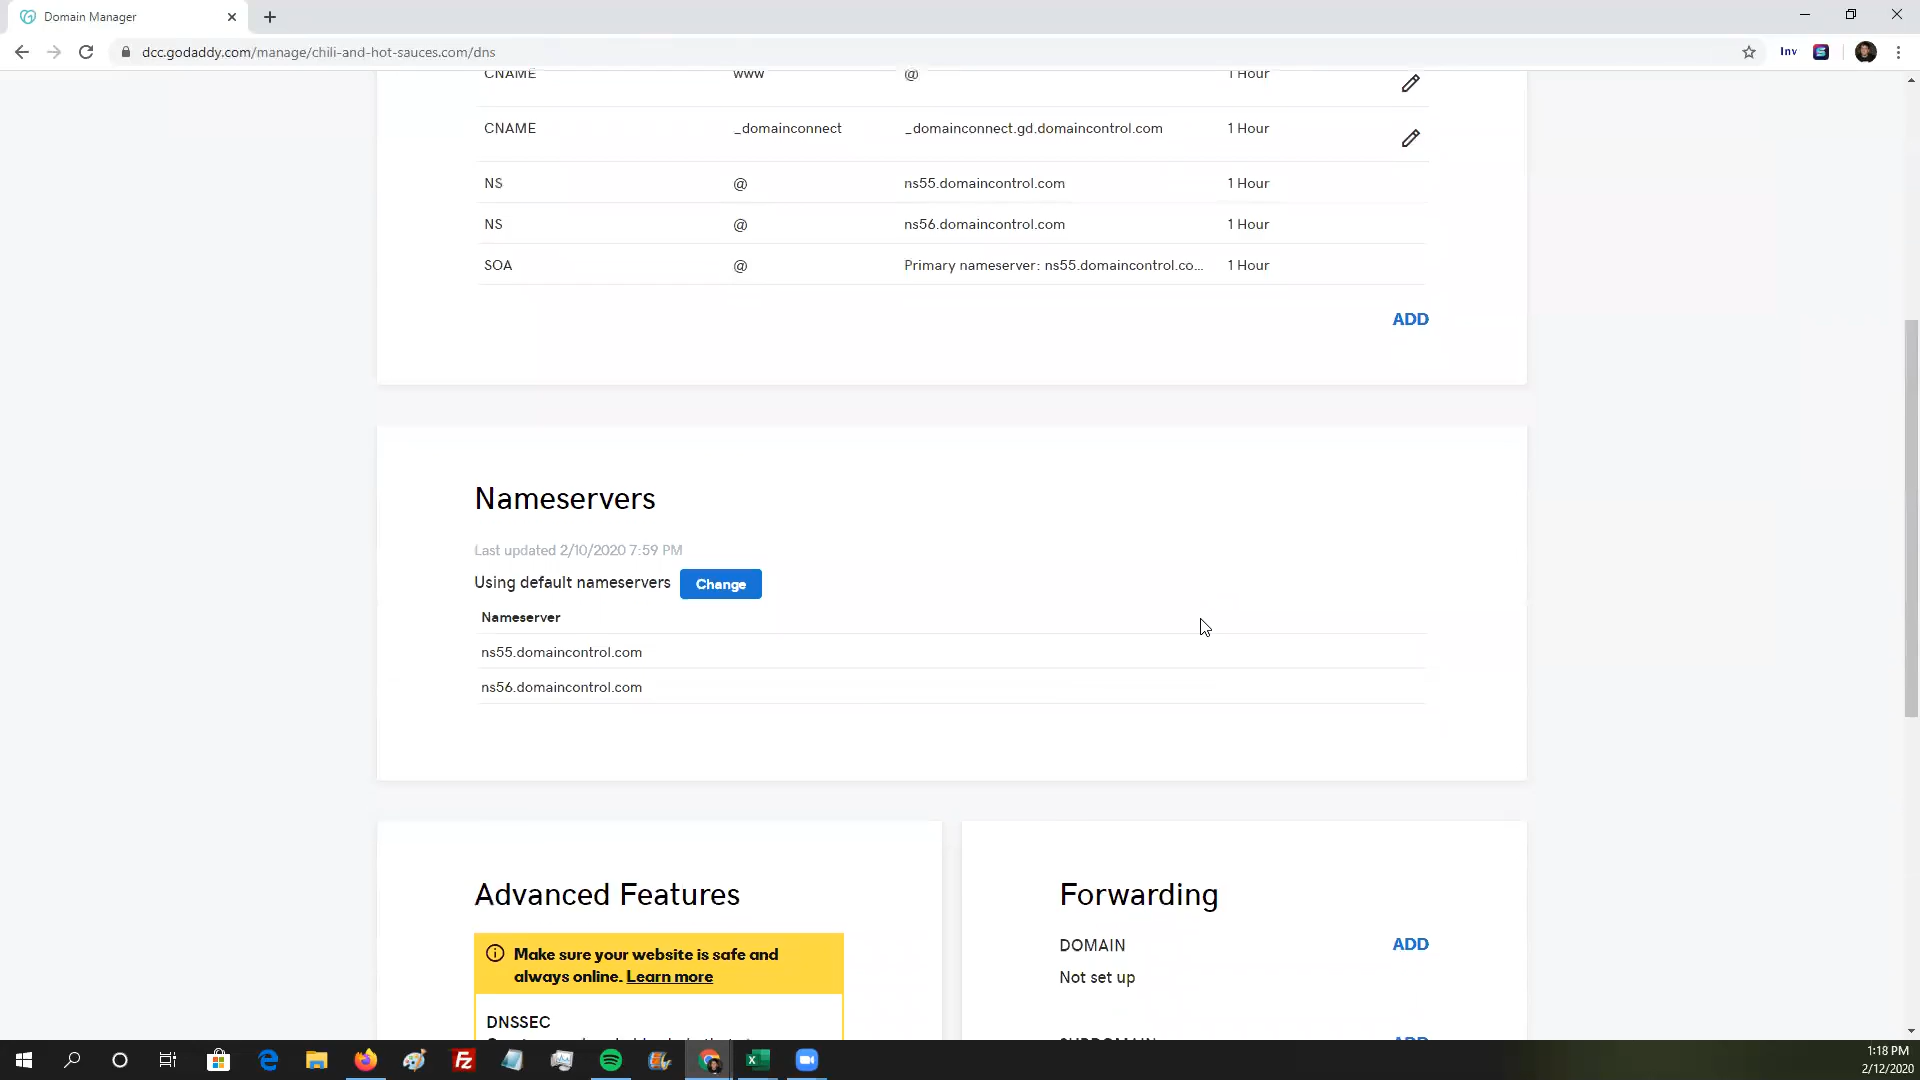 Domain Manager
dcc.godaddy.com/manage/chili-and-hot-sauces.com/dns
Inv
CNAME www @ 1 Hour
CNAME _domainconnect _domainconnect.gd.domaincontrol.com 1 Hour
NS @ ns55.domaincontrol.com 1 Hour
NS @ ns56.domaincontrol.com 1 Hour
SOA @ Primary nameserver: ns55.domaincontrol.co... 1 Hour
ADD
Nameservers
Last updated 2/10/2020 7:59 PM
Using default nameservers Change
Nameserver
ns55.domaincontrol.com
ns56.domaincontrol.com
Advanced Features
Make sure your website is safe and
always online. Learn more
DNSSEC
Forwarding
DOMAIN ADD
Not set up
SUBDOMAIN ADD
1:18 PM
2/12/2020